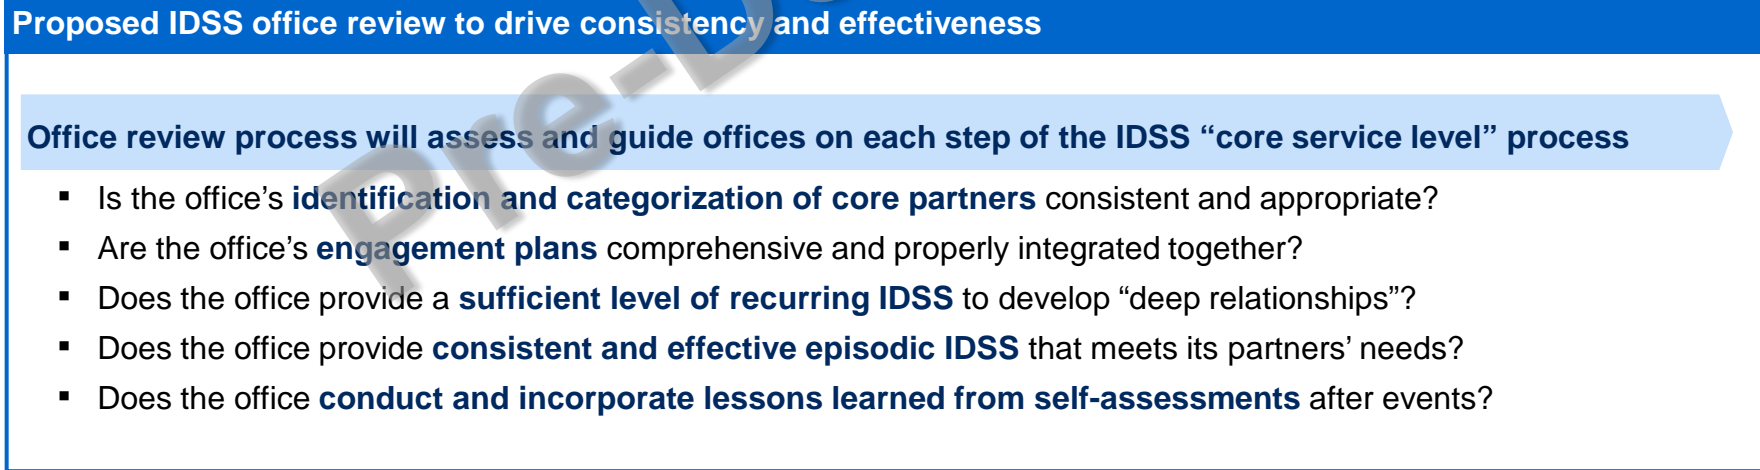 Proposed IDSS office review to drive consistency and effectiveness
Office review process will assess and guide offices on each step of the IDSS “core service level” process
▪ Is the office’s identification and categorization of core partners consistent and appropriate?
▪ Are the office’s engagement plans comprehensive and properly integrated together?
▪ Does the office provide a sufficient level of recurring IDSS to develop “deep relationships”?
▪ Does the office provide consistent and effective episodic IDSS that meets its partners’ needs?
▪ Does the office conduct and incorporate lessons learned from self-assessments after events?
Pre-